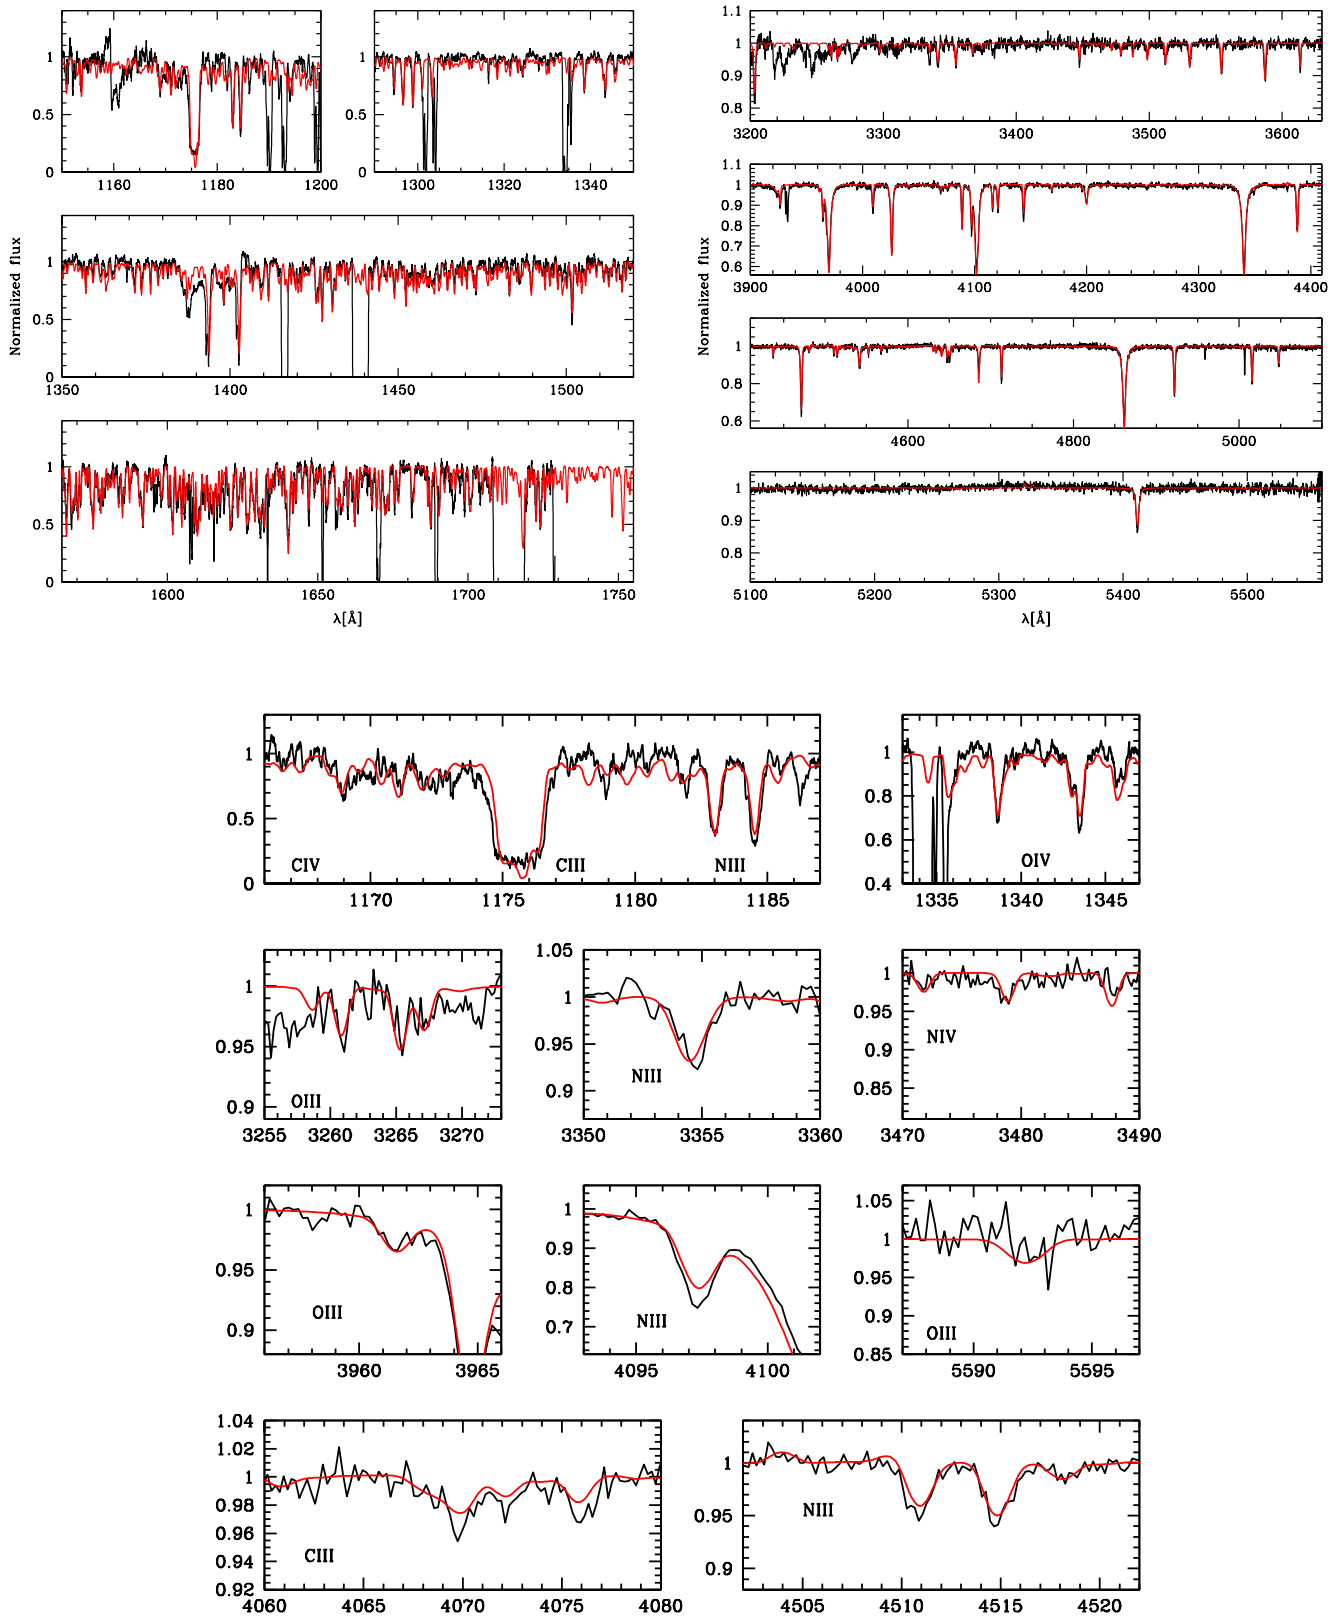 1
0.5
0
1160 1180 1200
1300 1320 1340
Normalized flux
1
0.5
0
1350 1400 1450 1500
1
0.5
0
1600 1650 1700 1750
λ[Å]
1.1
1
0.9
0.8
3200 3300 3400 3500 3600
Normalized flux
1.1
1
0.9
0.8
0.7
0.6
3900 4000 4100 4200 4300 4400
1
0.8
0.6
4600 4800 5000
1
0.9
0.8
5100 5200 5300 5400 5500
λ[Å]
1
0.5
0
CIV CIII NIII
1170 1175 1180 1185
1
0.8
0.6
0.4
OIV
1335 1340 1345
1
0.95
0.9
OIII
3255 3260 3265 3270
1.05
1
0.95
0.9
NIII
3350 3355 3360
1
0.95
0.9
0.85
NIV
3470 3480 3490
1
0.95
0.9
OIII
3960 3965
1
0.9
0.8
0.7
NIII
4095 4100
1.05
1
0.95
0.9
0.85
OIII
5590 5595
1.04
1.02
1
0.98
0.96
0.94
0.92
CIII
4060 4065 4070 4075 4080
1
0.95
0.9
NIII
4505 4510 4515 4520